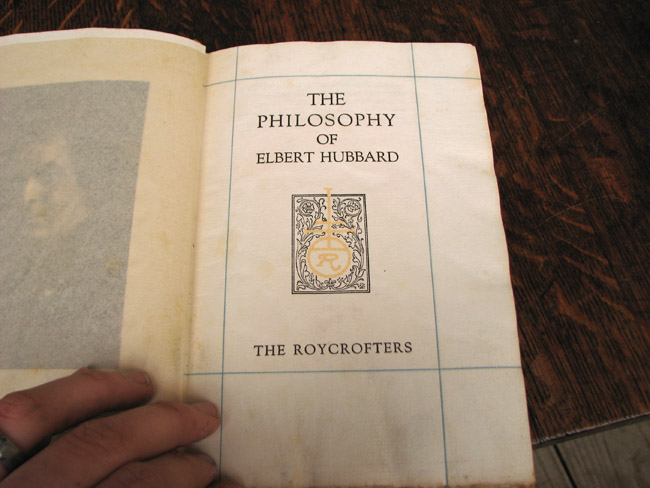 THE
PHILOSOPHY
OF
ELBERT HUBBARD
R
THE ROYCROFTERS